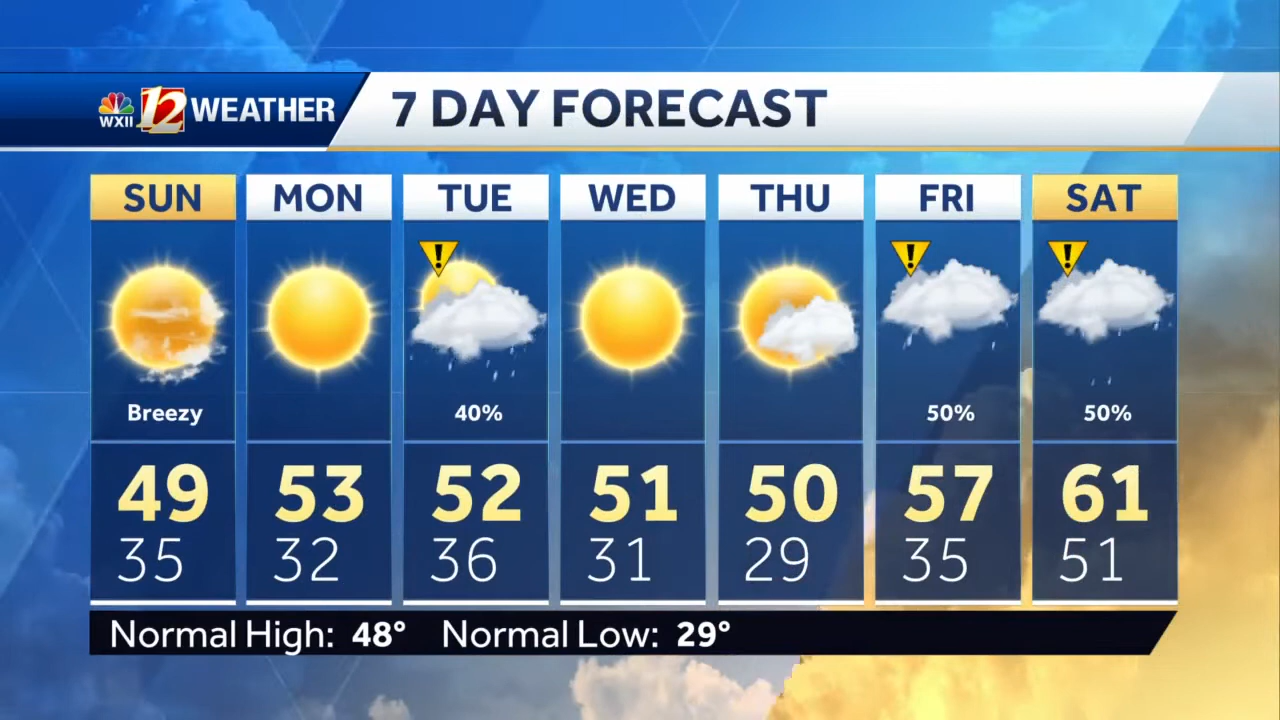 WXII 12 WEATHER
7 DAY FORECAST
SUN MON TUE WED THU FRI SAT
! ! !
Breezy 40% 50% 50%
49 53 52 51 50 57 61
35 32 36 31 29 35 51
Normal High: 48° Normal Low: 29°